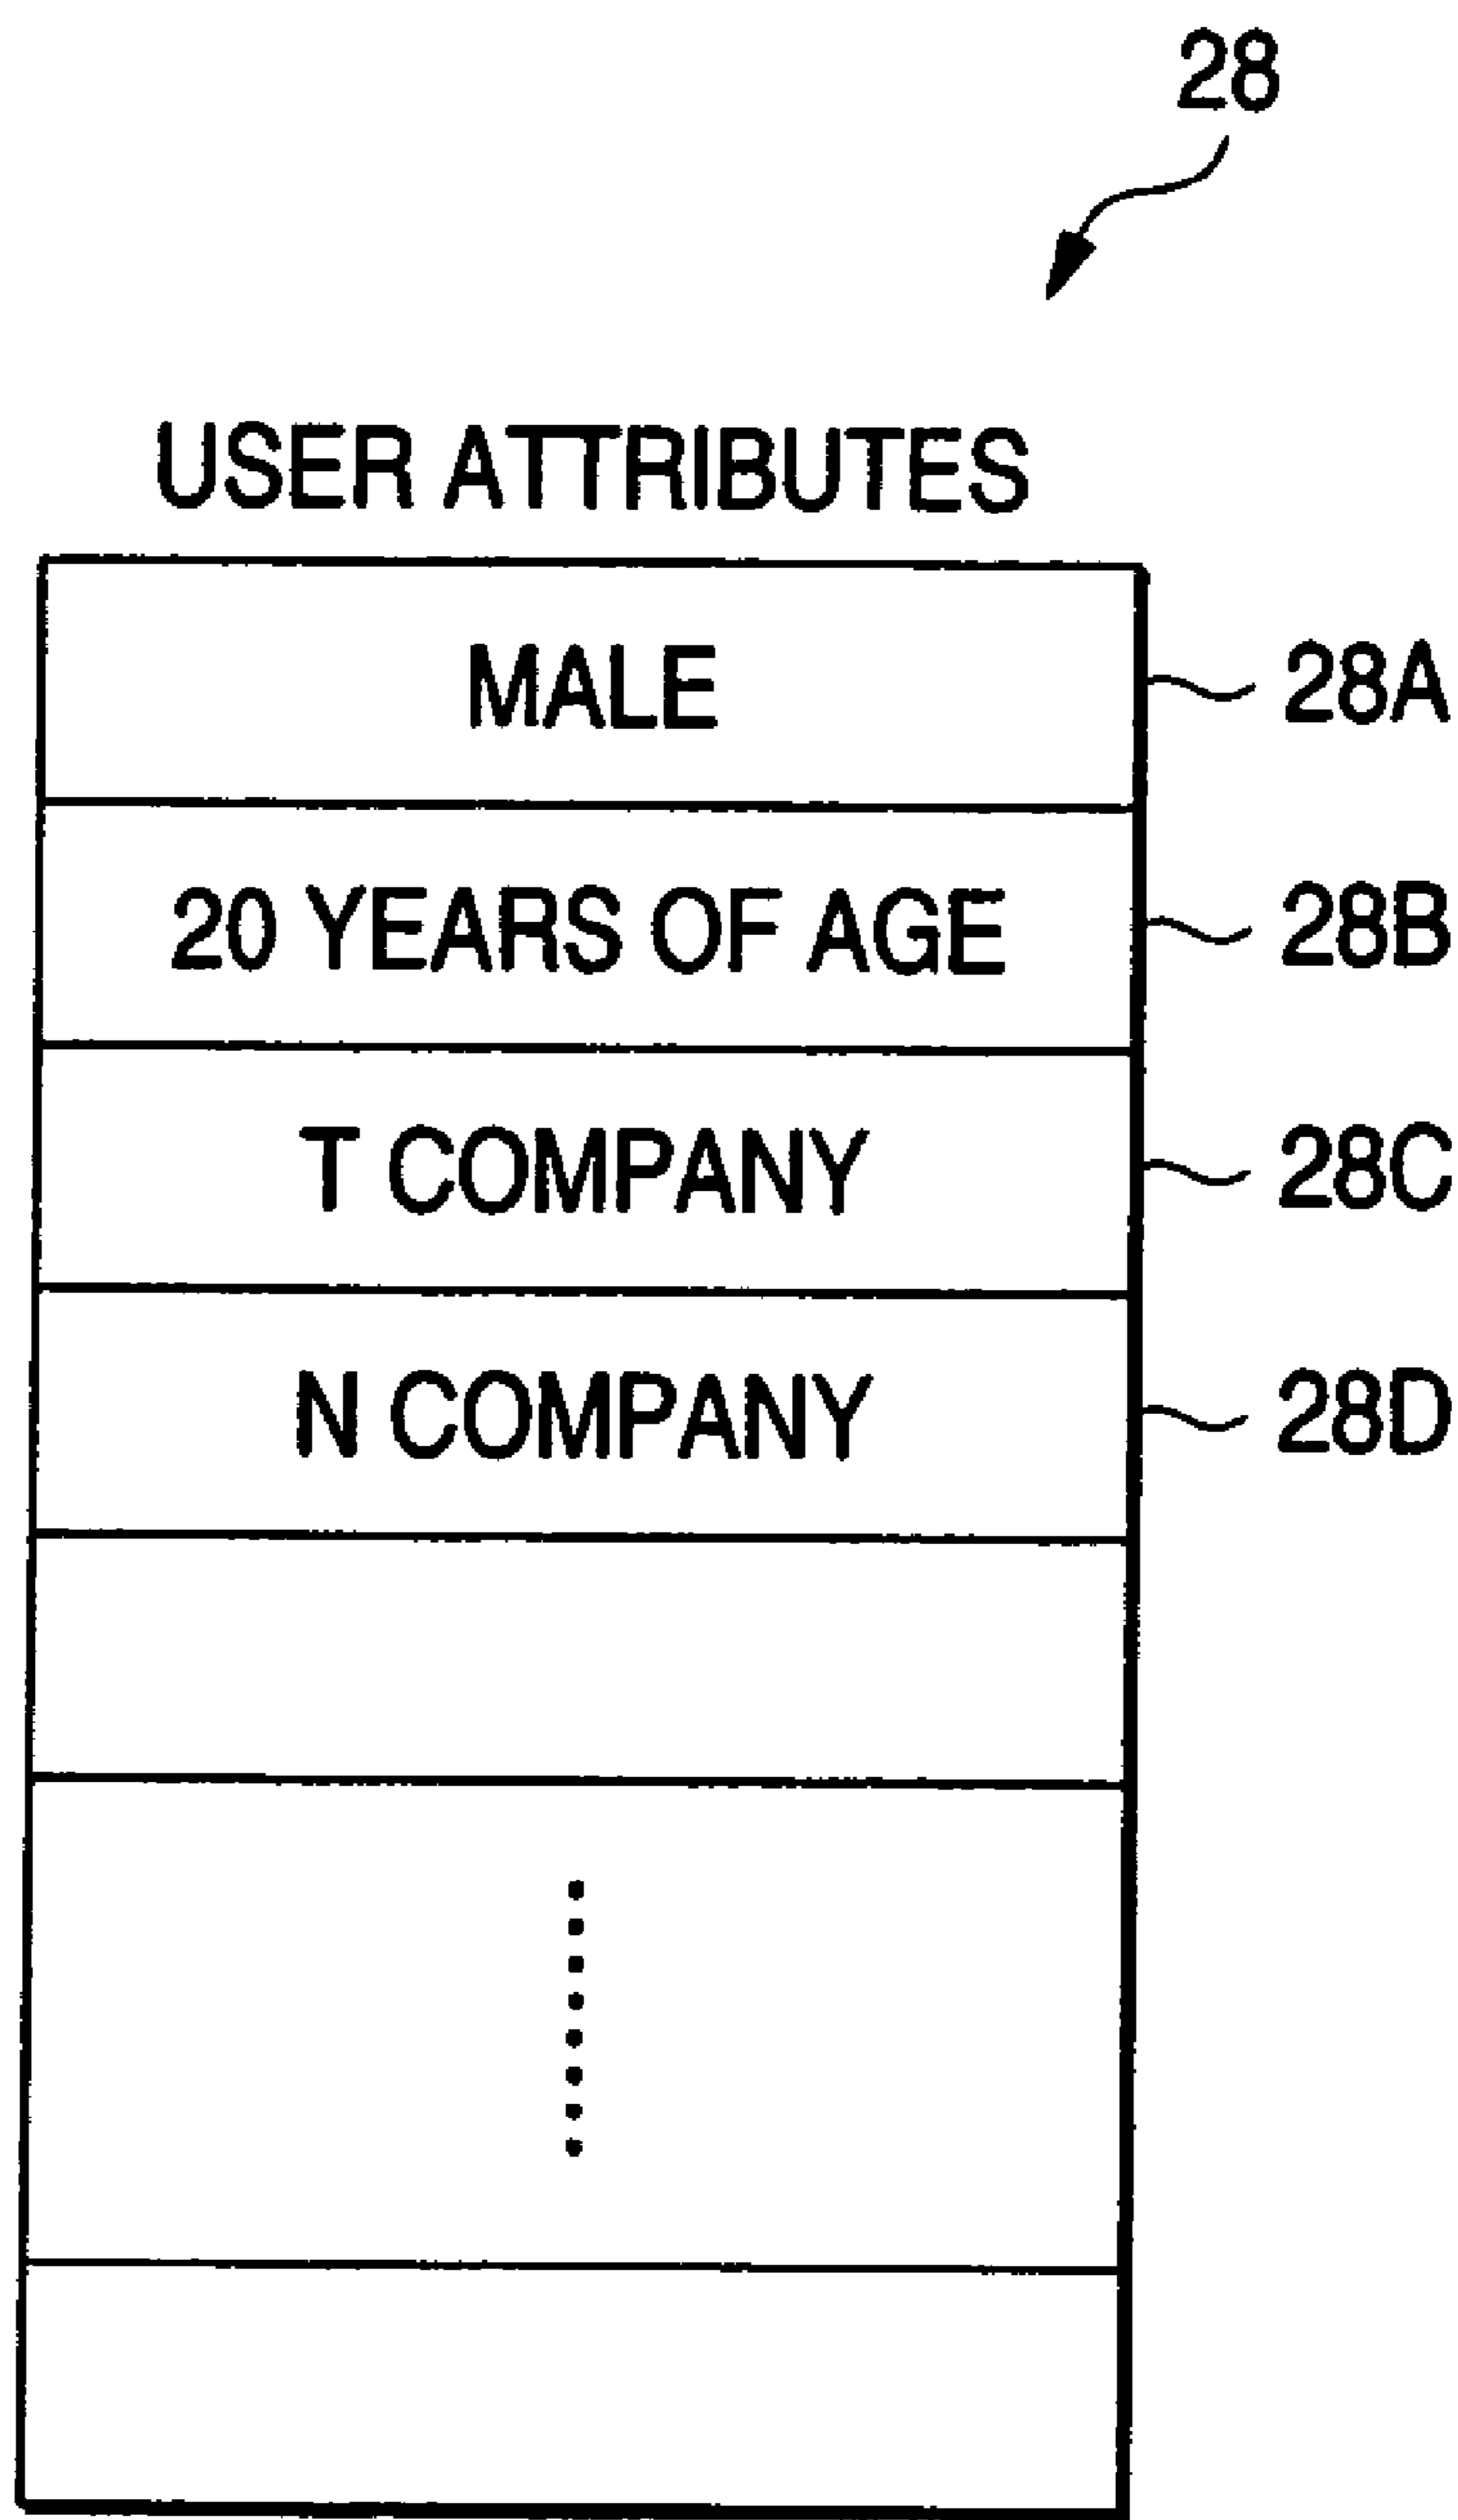 28
USER ATTRIBUTES
MALE 28A
20 YEARS OF AGE 28B
T COMPANY 28C
N COMPANY 28D